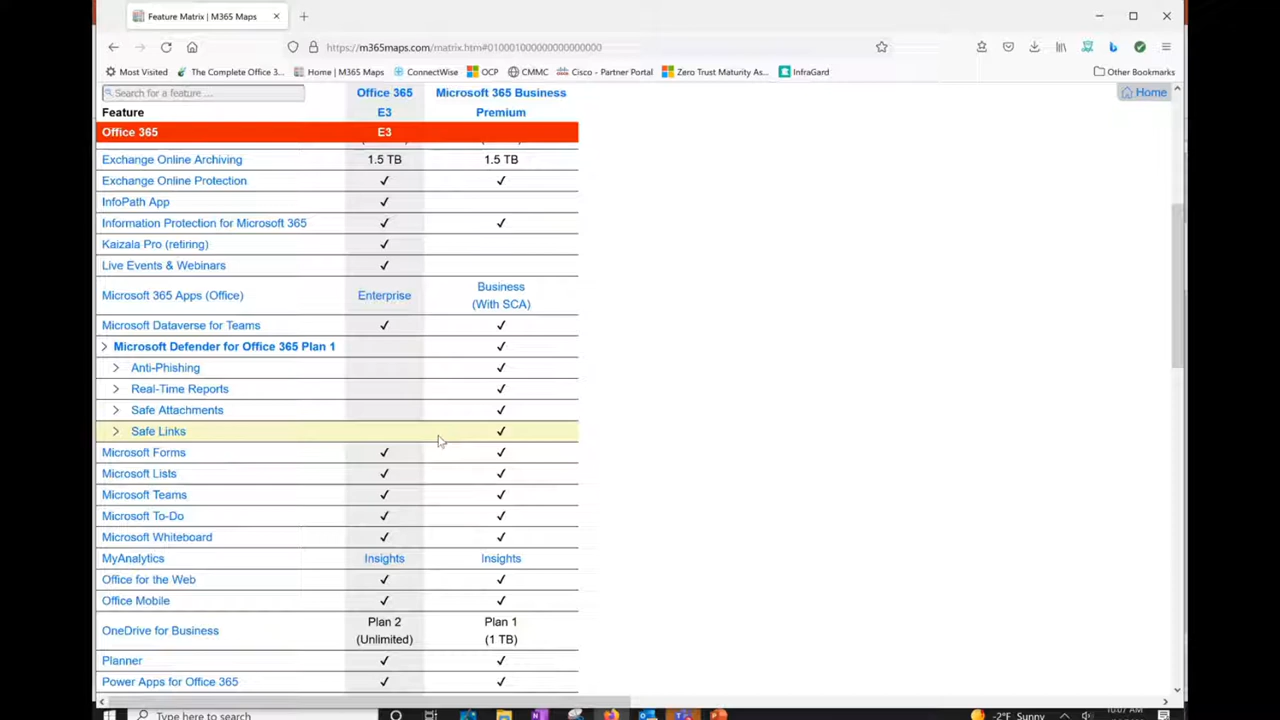 Feature Matrix | M365 Maps
https://m365maps.com/matrix.htm#010001000000000000000
Most Visited The Complete Office 3... Home | M365 Maps ConnectWise OCP CMMC Cisco - Partner Portal Zero Trust Maturity As... InfraGard Other Bookmarks
Search for a feature ... Office 365 Microsoft 365 Business Home
Feature E3 Premium
Office 365 E3
Exchange Online Archiving 1.5 TB 1.5 TB
Exchange Online Protection ✓ ✓
InfoPath App ✓
Information Protection for Microsoft 365 ✓ ✓
Kaizala Pro (retiring) ✓
Live Events & Webinars ✓
Microsoft 365 Apps (Office) Enterprise Business
(With SCA)
Microsoft Dataverse for Teams ✓ ✓
Microsoft Defender for Office 365 Plan 1 ✓
Anti-Phishing ✓
Real-Time Reports ✓
Safe Attachments ✓
Safe Links ✓
Microsoft Forms ✓ ✓
Microsoft Lists ✓ ✓
Microsoft Teams ✓ ✓
Microsoft To-Do ✓ ✓
Microsoft Whiteboard ✓ ✓
MyAnalytics Insights Insights
Office for the Web ✓ ✓
Office Mobile ✓ ✓
OneDrive for Business Plan 2 Plan 1
(Unlimited) (1 TB)
Planner ✓ ✓
Power Apps for Office 365 ✓ ✓
Type here to search -2°F Sunny 10:07 AM